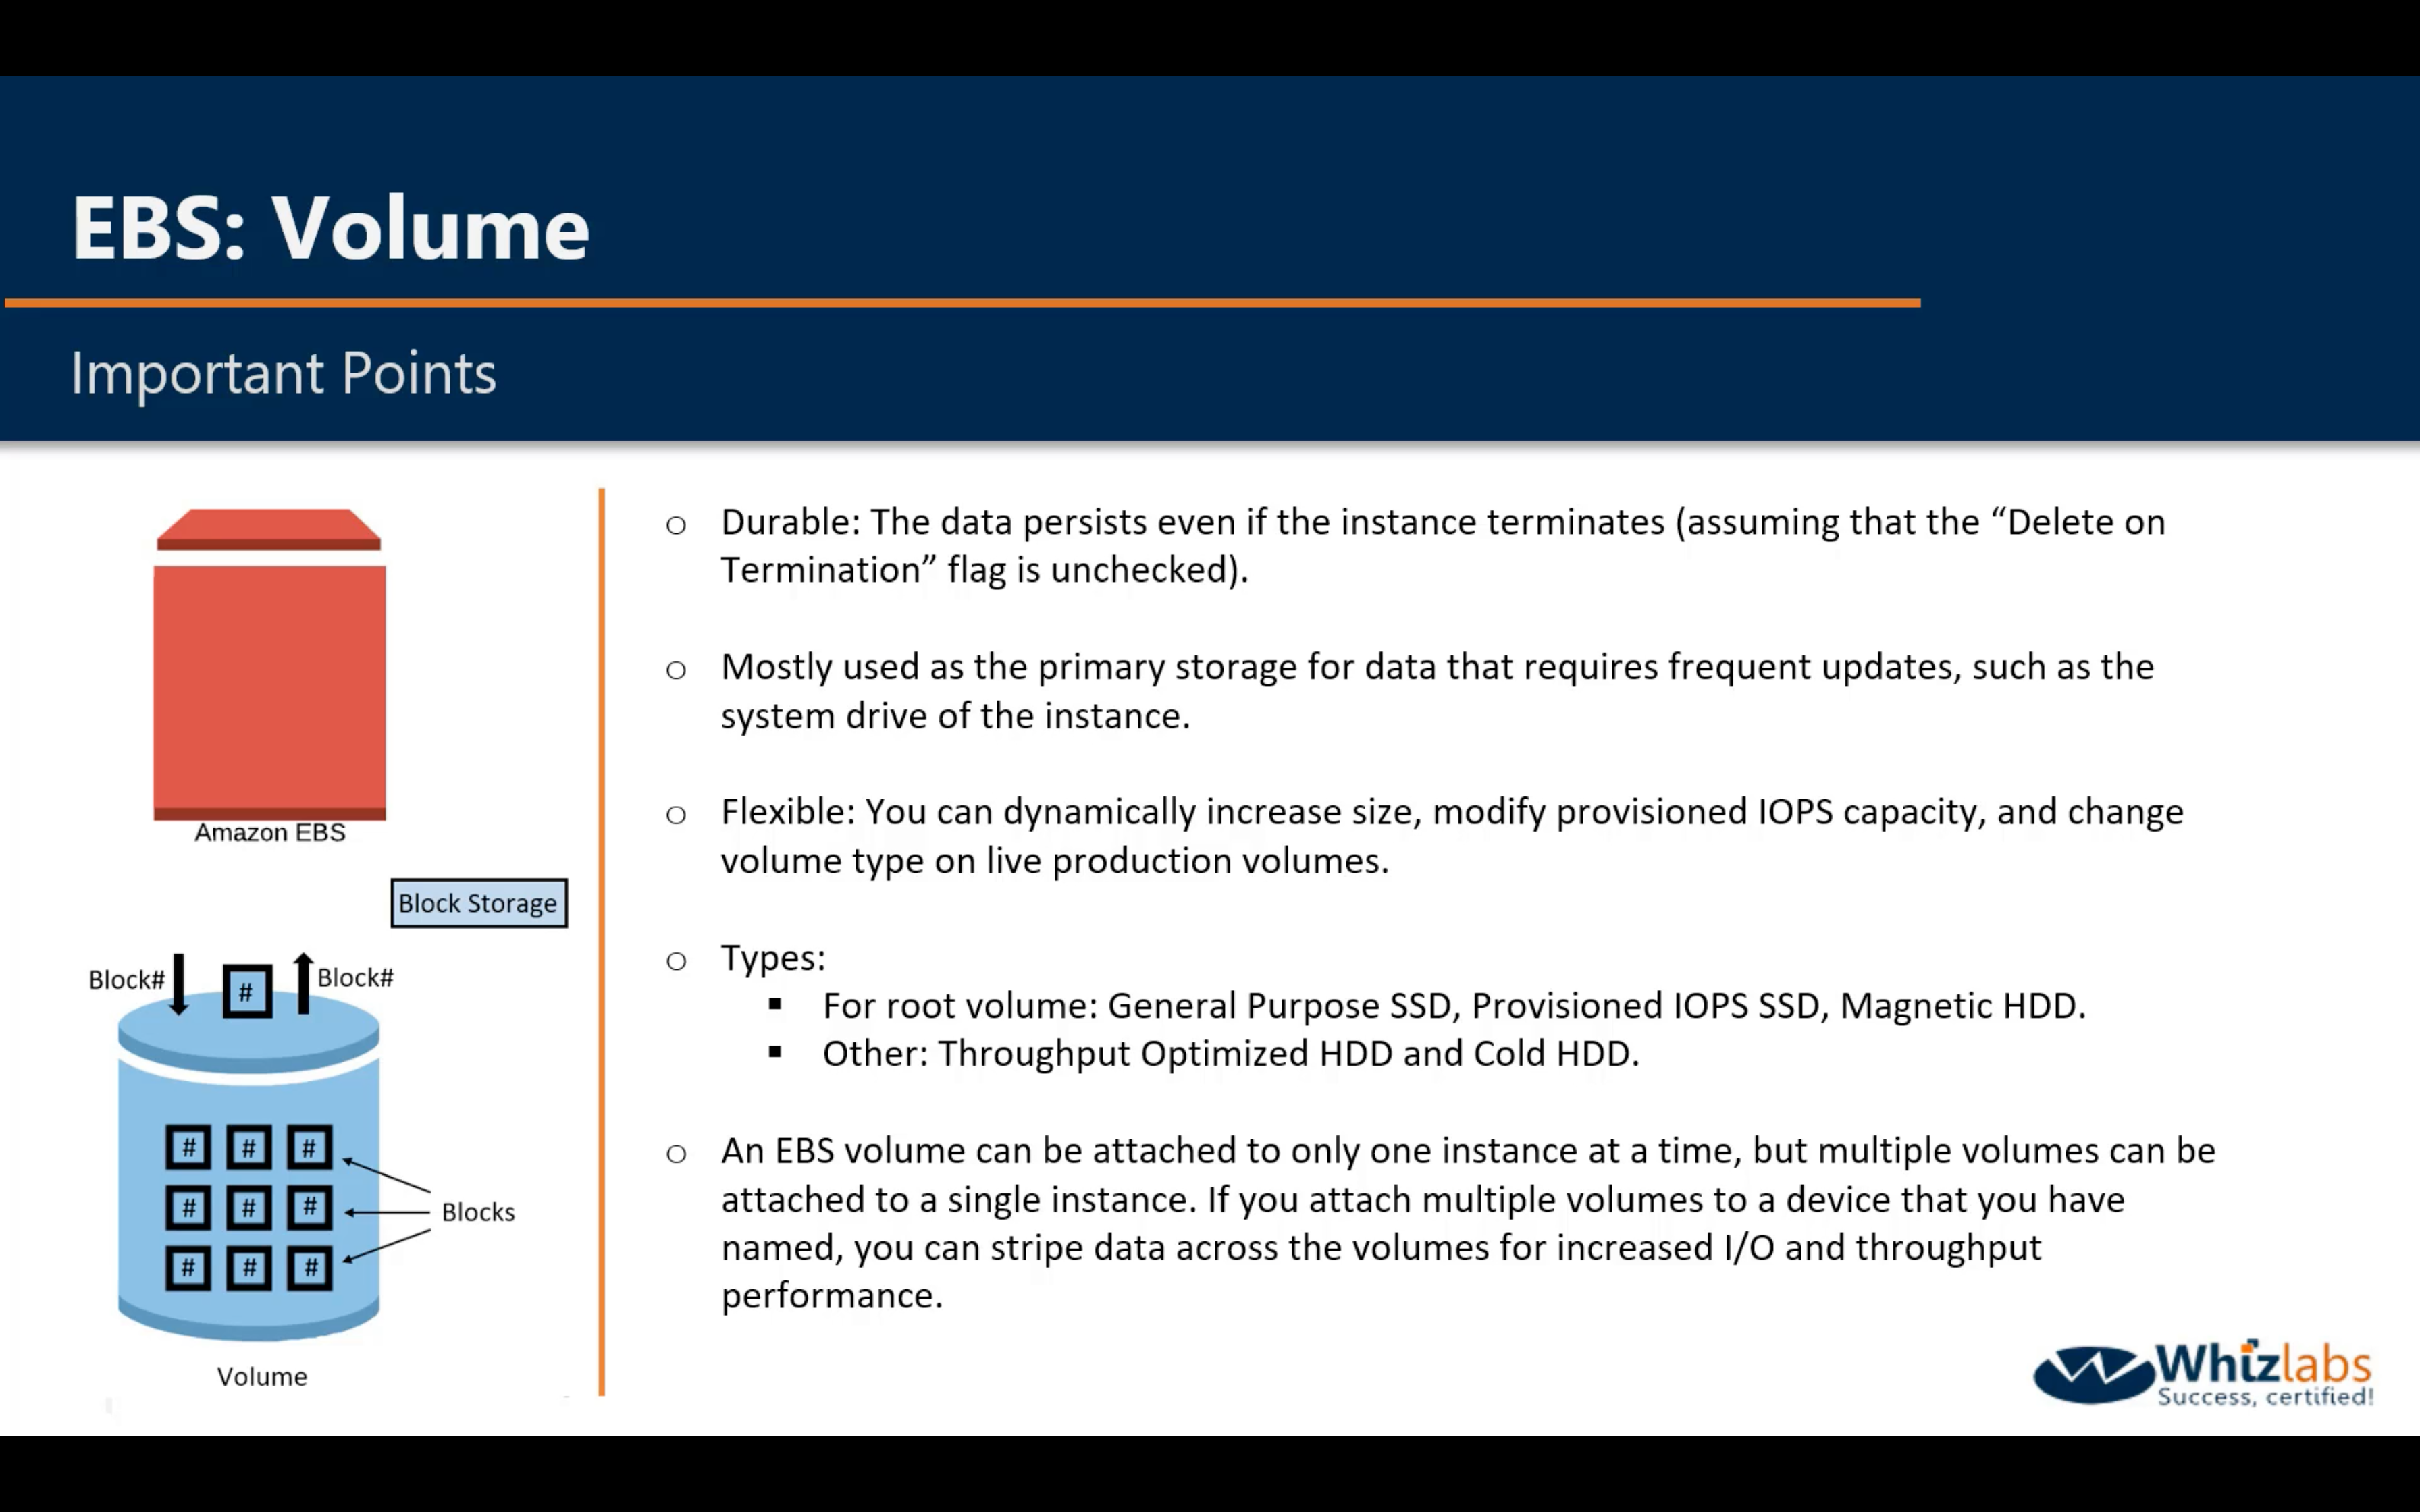 EBS: Volume
Important Points
Amazon EBS
Block Storage
Block#
#
Block#
# # #
# # #
Blocks
# # #
Volume
o Durable: The data persists even if the instance terminates (assuming that the “Delete on
Termination” flag is unchecked).
o Mostly used as the primary storage for data that requires frequent updates, such as the
system drive of the instance.
o Flexible: You can dynamically increase size, modify provisioned IOPS capacity, and change
volume type on live production volumes.
o Types:
▪ For root volume: General Purpose SSD, Provisioned IOPS SSD, Magnetic HDD.
▪ Other: Throughput Optimized HDD and Cold HDD.
o An EBS volume can be attached to only one instance at a time, but multiple volumes can be
attached to a single instance. If you attach multiple volumes to a device that you have
named, you can stripe data across the volumes for increased I/O and throughput
performance.
Whizlabs
Success, certified!